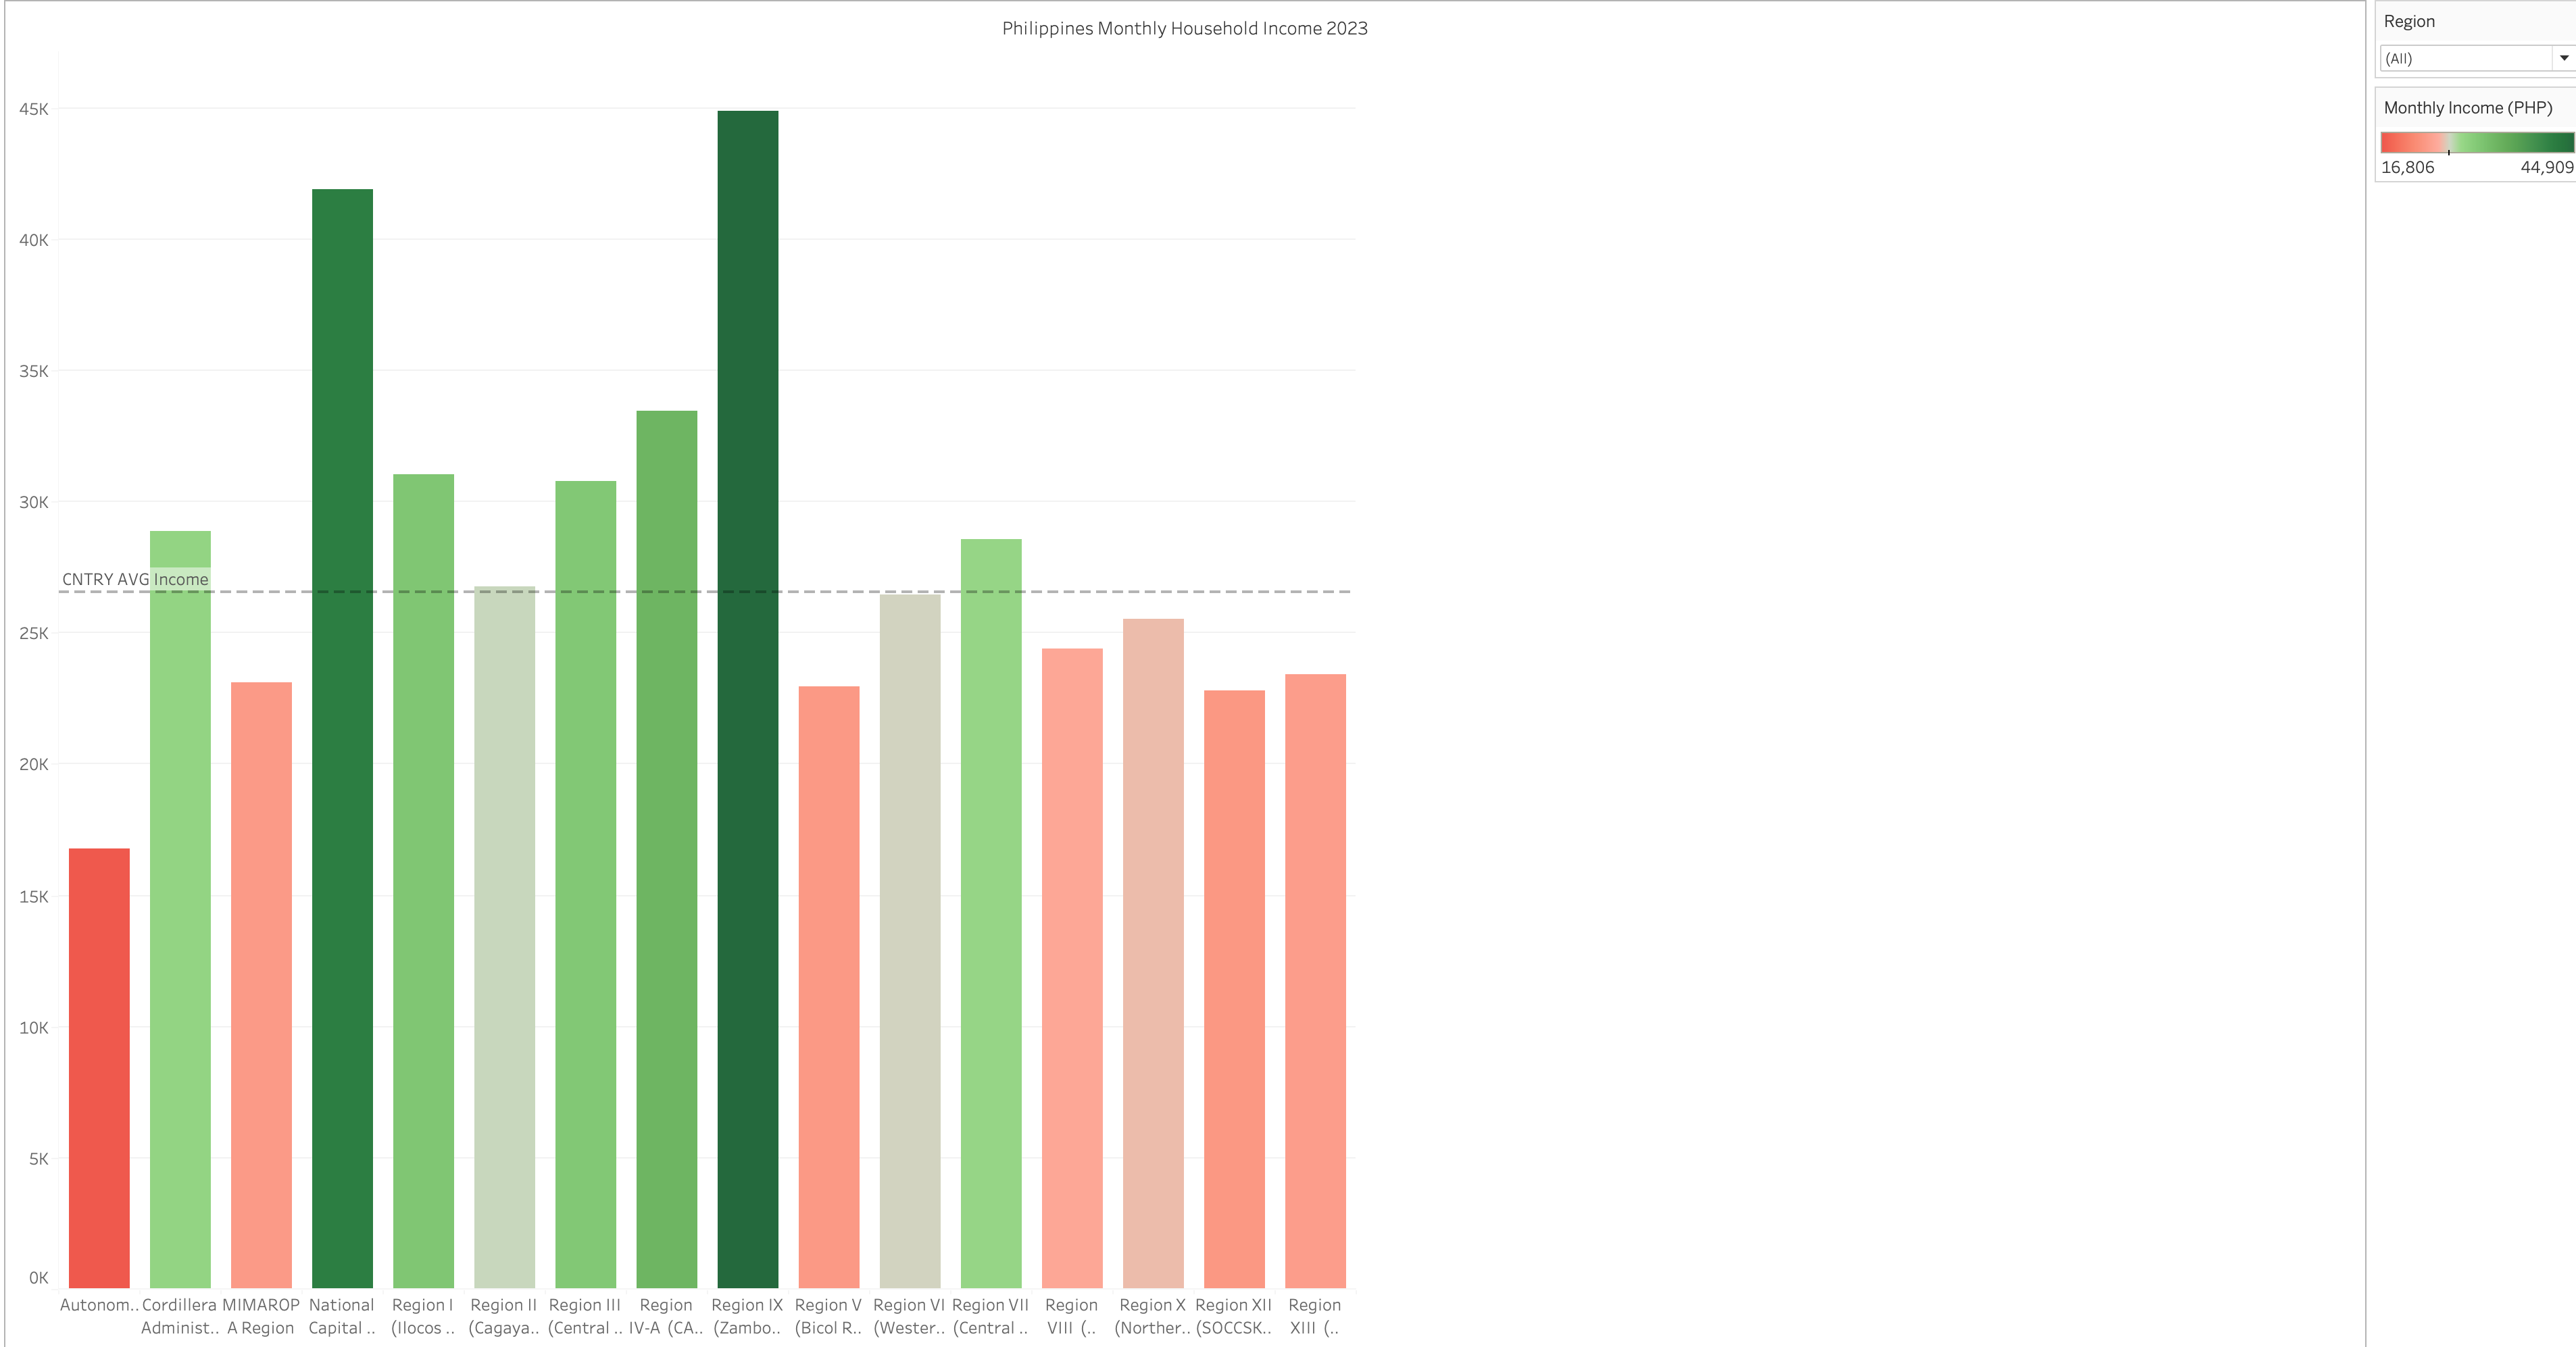 Philippines Monthly Household Income 2023
Region
(All)
Monthly Income (PHP)
16,806 44,909
45K
40K
35K
30K
CNTRY AVG Income
25K
20K
15K
10K
5K
0K
Autonom.. Cordillera MIMAROP National Region I Region II Region III Region Region IX Region V Region VI Region VII Region Region X Region XII Region
Administ.. A Region Capital .. (Ilocos .. (Cagaya.. (Central .. IV-A (CA.. (Zambo.. (Bicol R.. (Wester.. (Central .. VIII (.. (Norther.. (SOCCSK.. XIII (..